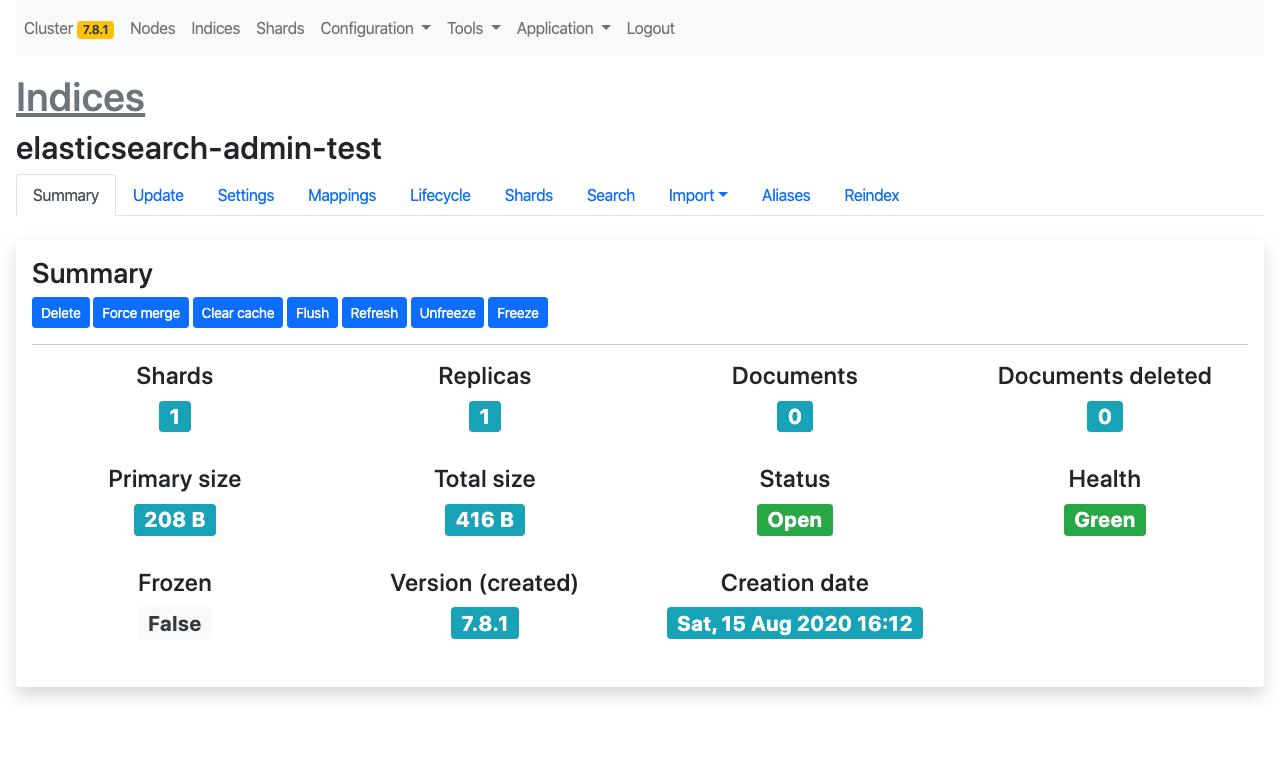 Cluster 7.8.1 Nodes Indices Shards Configuration Tools Application Logout
Indices
elasticsearch-admin-test
Summary Update Settings Mappings Lifecycle Shards Search Import Aliases Reindex
Summary
Delete Force merge Clear cache Flush Refresh Unfreeze Freeze
Shards Replicas Documents Documents deleted
1 1 0 0
Primary size Total size Status Health
208 B 416 B Open Green
Frozen Version (created) Creation date
False 7.8.1 Sat, 15 Aug 2020 16:12